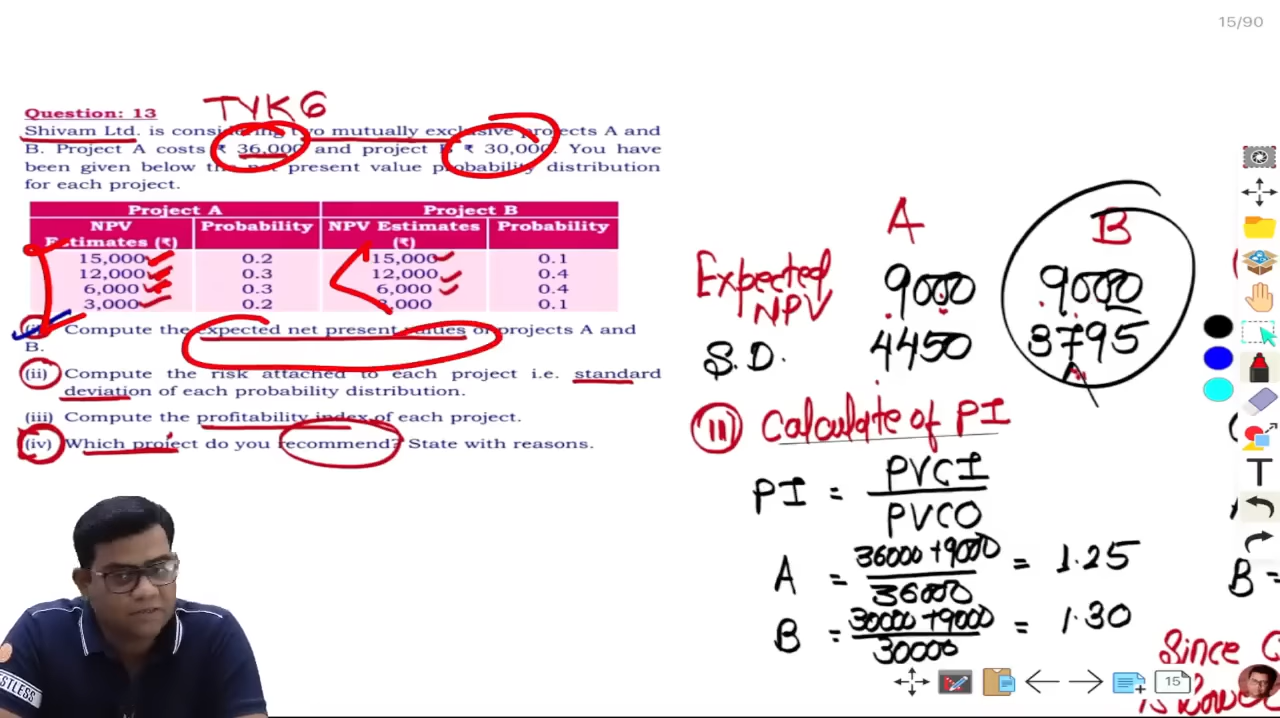 15/90
TYK6
Question: 13
Shivam Ltd. is considering two mutually exclusive projects A and
B. Project A costs ₹ 36,000 and project B ₹ 30,000. You have
been given below the net present value probability distribution
for each project.
Project A Project B
NPV Estimates (₹) Probability NPV Estimates (₹) Probability
15,000 0.2 15,000 0.1
12,000 0.3 12,000 0.4
6,000 0.3 6,000 0.4
3,000 0.2 3,000 0.1
(i) Compute the expected net present values of projects A and
B.
(ii) Compute the risk attached to each project i.e. standard
deviation of each probability distribution.
(iii) Compute the profitability index of each project.
(iv) Which project do you recommend? State with reasons.
A B
Expected NPV 9000 9000
S.D. 4450 3795
(iii) Calculate of PI
PI = PVCI / PVCO
A = 36000+9000 / 36000 = 1.25
B = 30000+9000 / 30000 = 1.30
B =
Since
is lower
15
STLESS